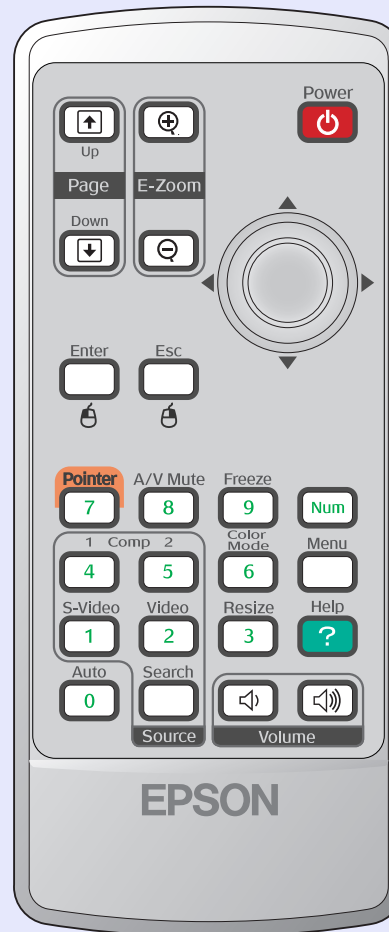 Power
Up
Page E-Zoom
Down
Enter Esc
Pointer A/V Mute Freeze
7 8 9 Num
1 Comp 2 Color Mode Menu
4 5 6
S-Video Video Resize Help
1 2 3 ?
Auto Search
0
Source Volume
EPSON